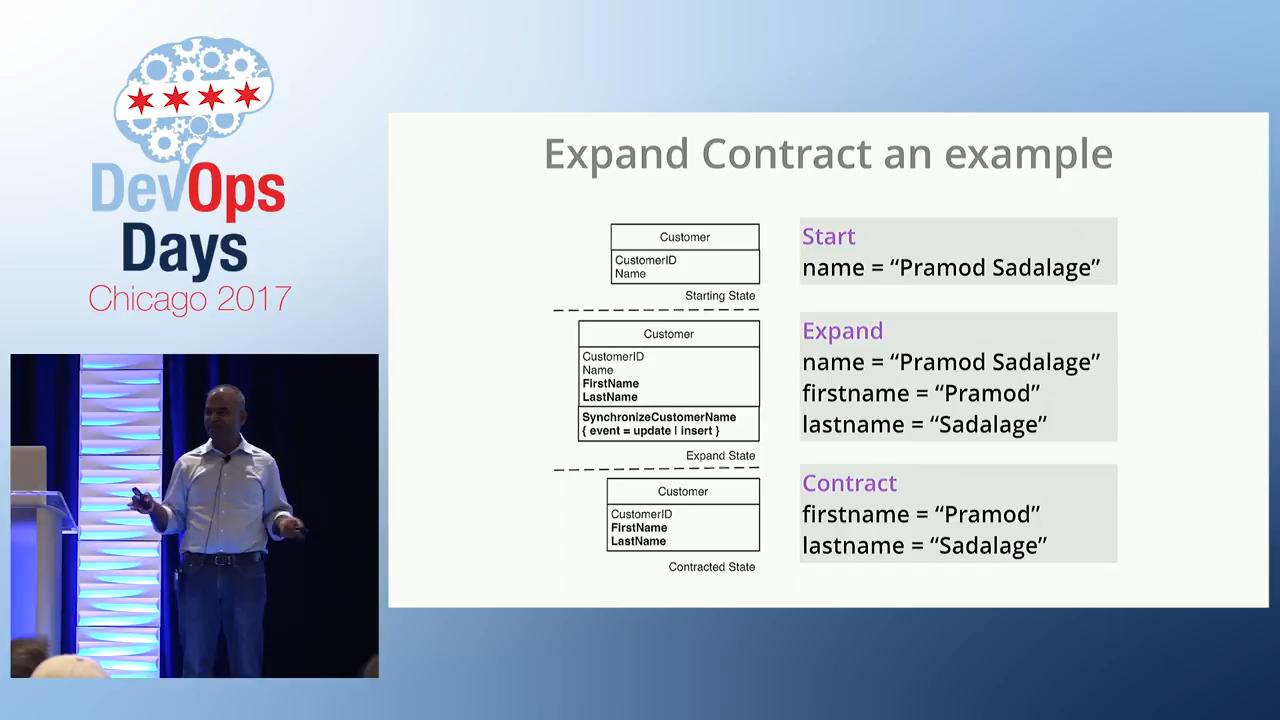 DevOps
Days
Chicago 2017
Expand Contract an example
Customer
CustomerID
Name
Starting State
Start
name = “Pramod Sadalage”
Customer
CustomerID
Name
FirstName
LastName
SynchronizeCustomerName
{ event = update | insert }
Expand State
Expand
name = “Pramod Sadalage”
firstname = “Pramod”
lastname = “Sadalage”
Customer
CustomerID
FirstName
LastName
Contracted State
Contract
firstname = “Pramod”
lastname = “Sadalage”